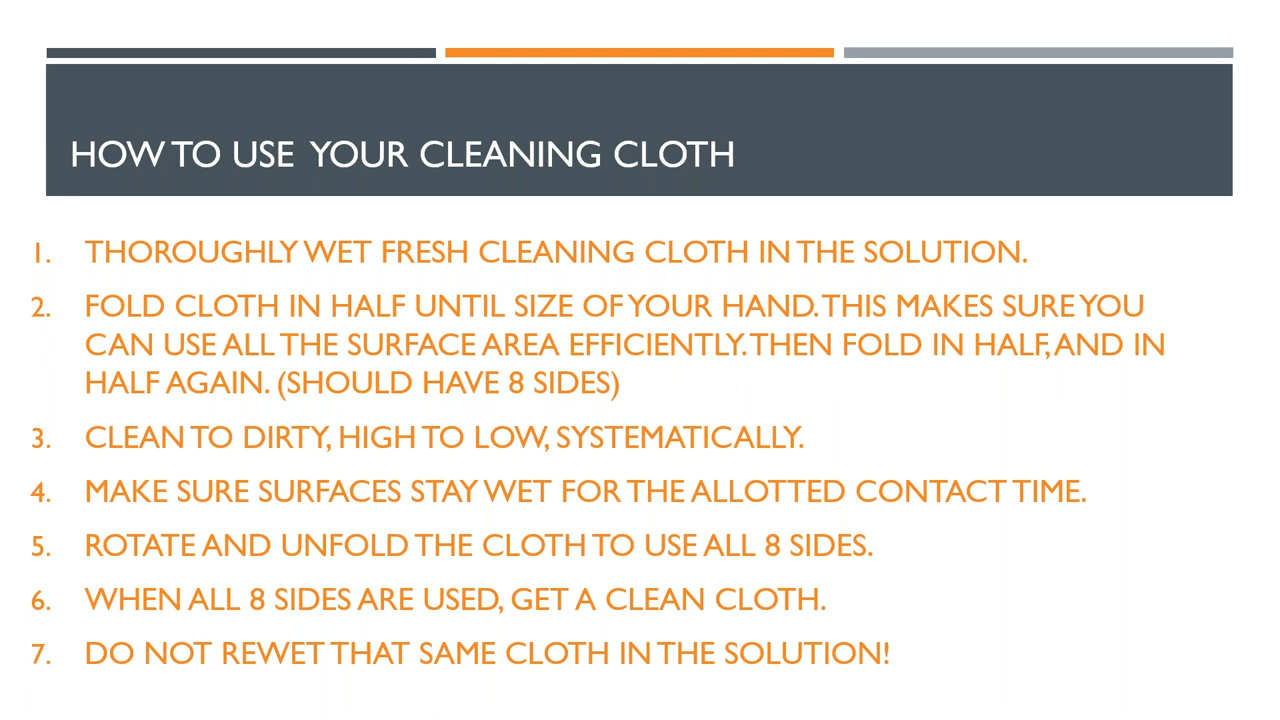 HOW TO USE YOUR CLEANING CLOTH
1. THOROUGHLY WET FRESH CLEANING CLOTH IN THE SOLUTION.
2. FOLD CLOTH IN HALF UNTIL SIZE OF YOUR HAND. THIS MAKES SURE YOU
CAN USE ALL THE SURFACE AREA EFFICIENTLY. THEN FOLD IN HALF, AND IN
HALF AGAIN. (SHOULD HAVE 8 SIDES)
3. CLEAN TO DIRTY, HIGH TO LOW, SYSTEMATICALLY.
4. MAKE SURE SURFACES STAY WET FOR THE ALLOTTED CONTACT TIME.
5. ROTATE AND UNFOLD THE CLOTH TO USE ALL 8 SIDES.
6. WHEN ALL 8 SIDES ARE USED, GET A CLEAN CLOTH.
7. DO NOT REWET THAT SAME CLOTH IN THE SOLUTION!